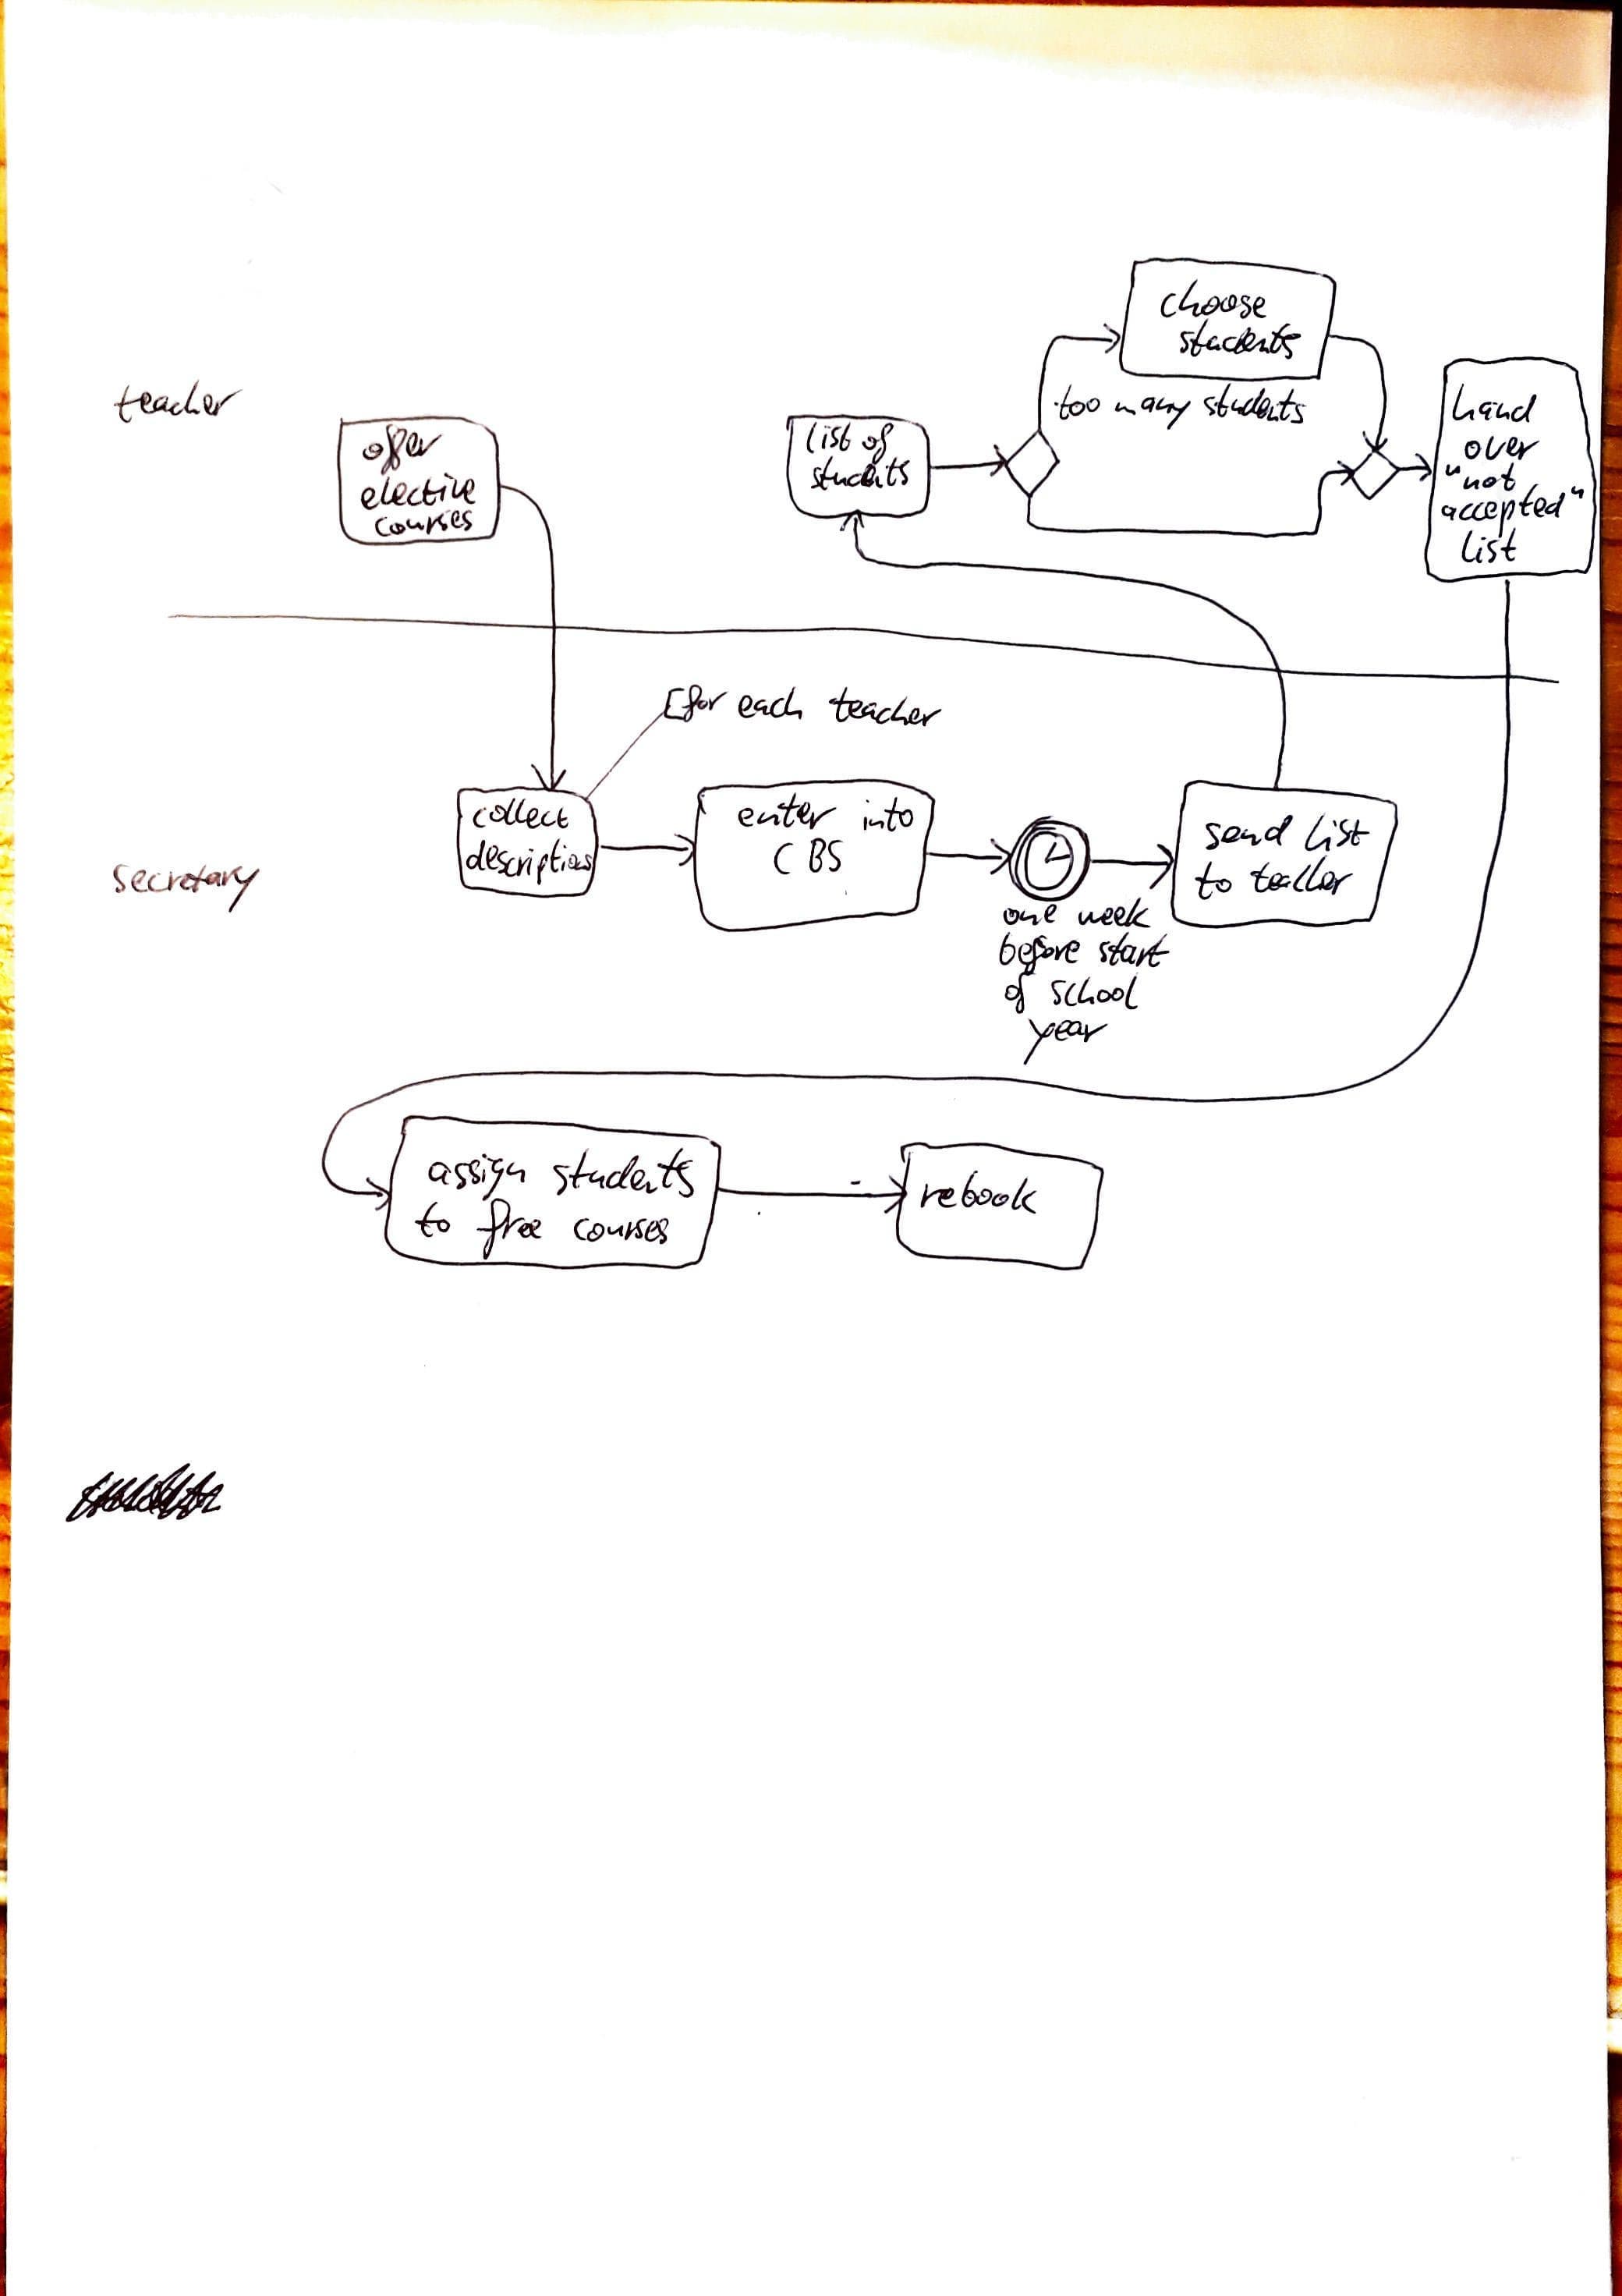 choose
students
teacher
too many students
offer
elective
courses
list of
students
hand
over
"not
accepted"
list
for each teacher
collect
descriptions
enter into
CBS
send list
to teacher
secretary
one week
before start
of school
year
assign students
to free courses
rebook